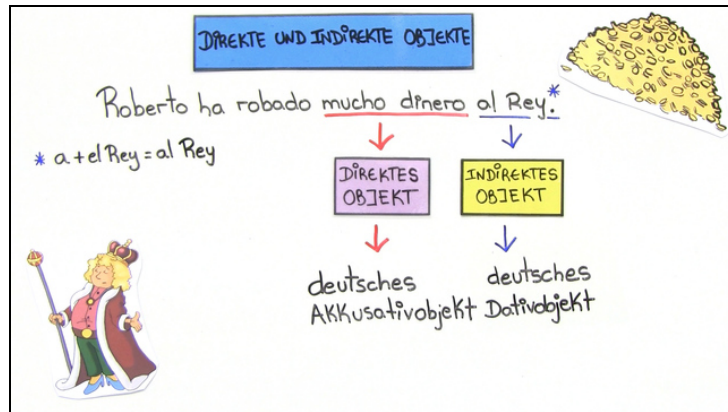 DIREKTE UND INDIREKTE OBJEKTE
Roberto ha robado mucho dinero al Rey.*
* a + el Rey = al Rey
DIREKTES
OBJEKT
INDIREKTES
OBJEKT
deutsches
Akkusativobjekt
deutsches
Dativobjekt